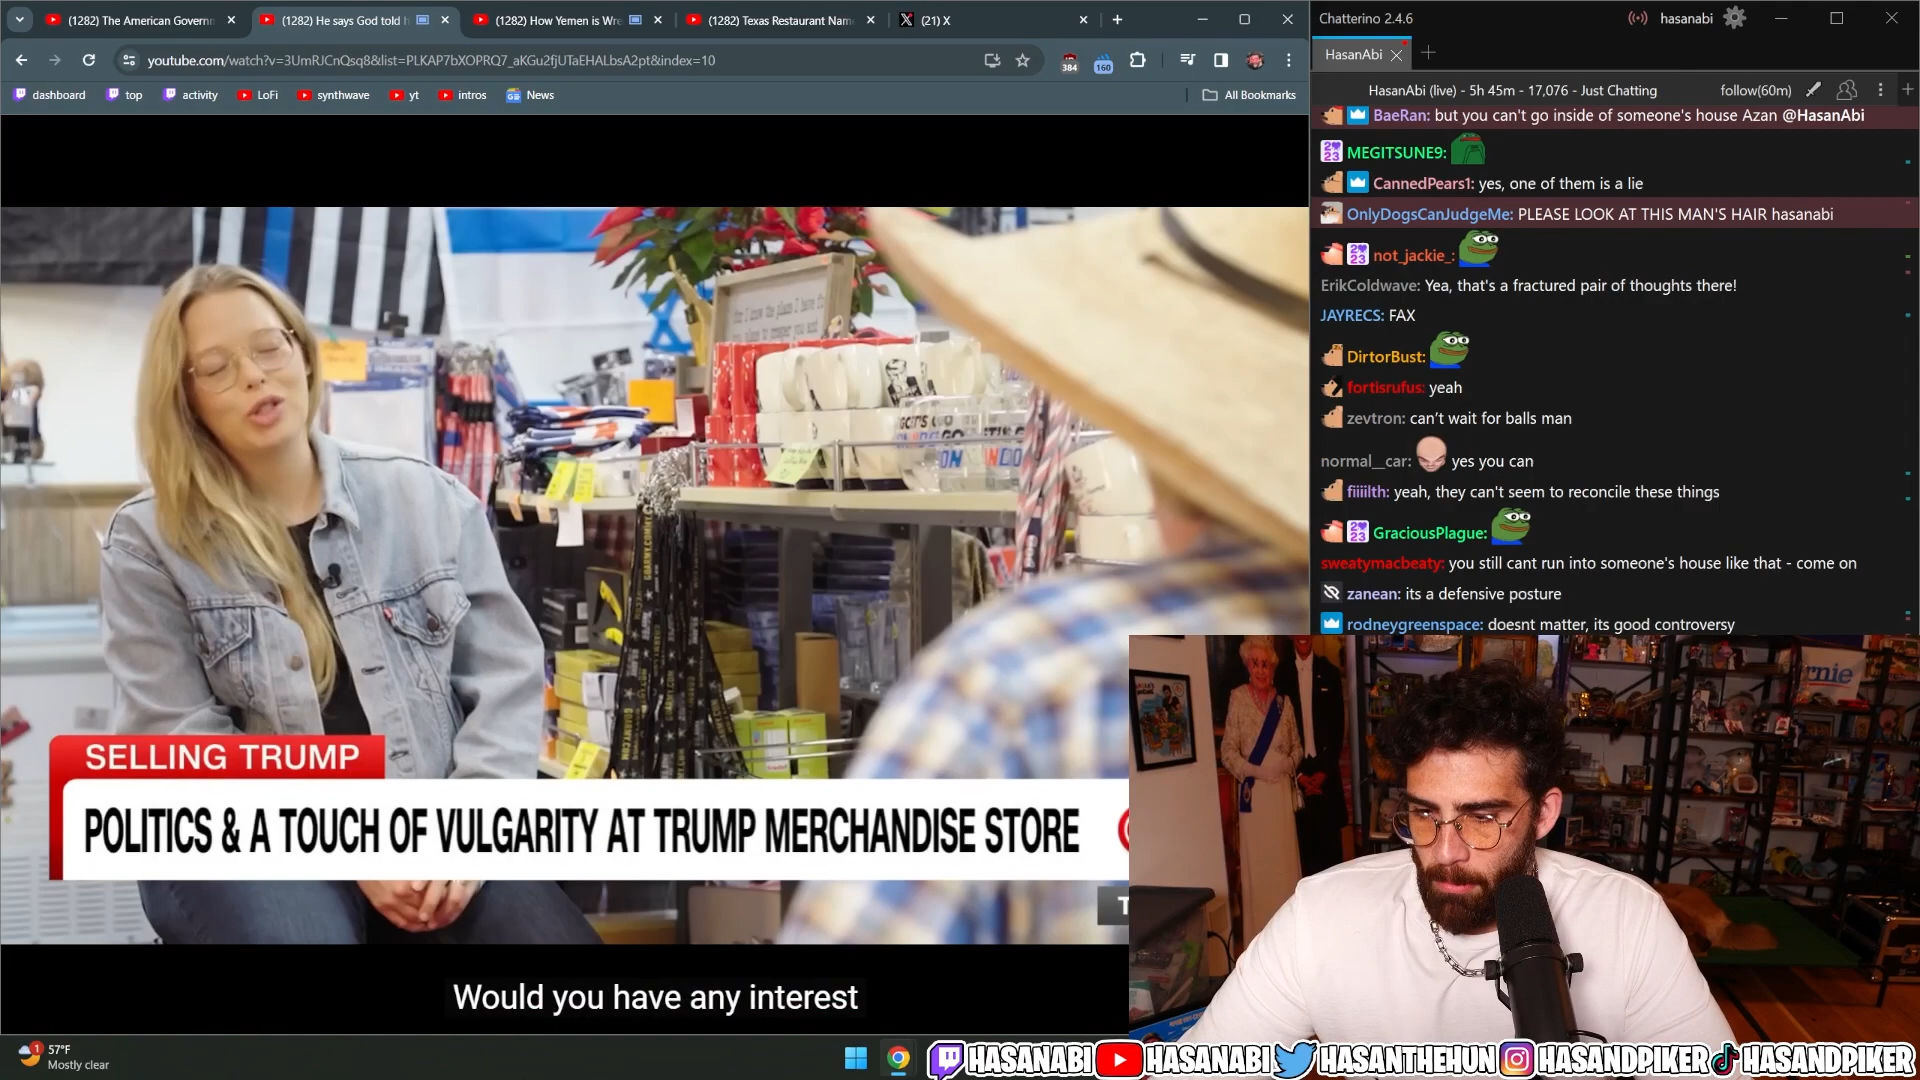 (1282) The American Governm
(1282) He says God told h
(1282) How Yemen is Wre
(1282) Texas Restaurant Nam
(21) X
youtube.com/watch?v=3UmRJCnQsq8&list=PLKAP7bXOPRQ7_aKGu2fjUTaEHALbsA2pt&index=10
384
160
dashboard
top
activity
LoFi
synthwave
yt
intros
News
All Bookmarks
Chatterino 2.4.6
hasanabi
HasanAbi
HasanAbi (live) - 5h 45m - 17,076 - Just Chatting
follow(60m)
BaeRan: but you can't go inside of someone's house Azan @HasanAbi
MEGITSUNE9:
CannedPears1: yes, one of them is a lie
OnlyDogsCanJudgeMe: PLEASE LOOK AT THIS MAN'S HAIR hasanabi
not_jackie_:
ErikColdwave: Yea, that's a fractured pair of thoughts there!
JAYRECS: FAX
DirtorBust:
fortisrufus: yeah
zevtron: can't wait for balls man
normal__car: yes you can
fiiiilth: yeah, they can't seem to reconcile these things
GraciousPlague:
sweatymacbeaty: you still cant run into someone's house like that - come on
zanean: its a defensive posture
rodneygreenspace: doesnt matter, its good controversy
SELLING TRUMP
POLITICS & A TOUCH OF VULGARITY AT TRUMP MERCHANDISE STORE
Would you have any interest
1
57°F
Mostly clear
HASANABI
HASANABI
HASANTHEHUN
HASANDPIKER
HASANDPIKER